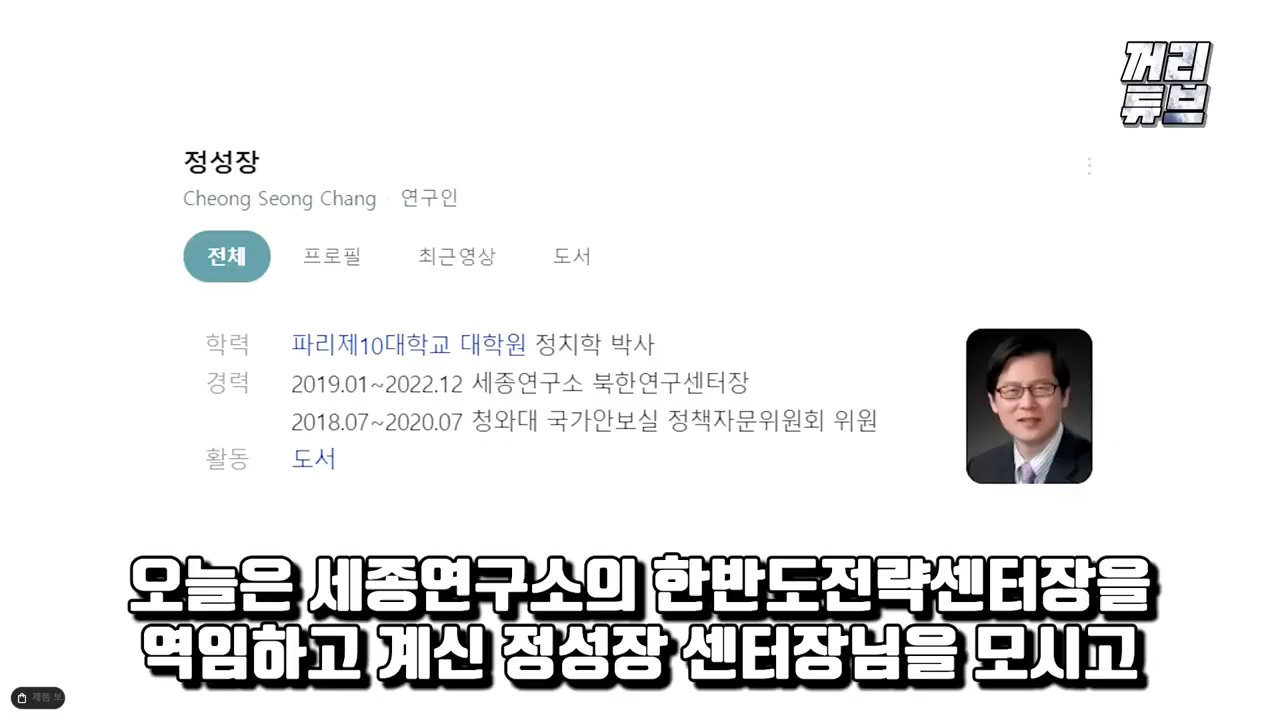 꺼리
튜브
정성장
Cheong Seong Chang · 연구인
전체 프로필 최근영상 도서
학력 파리제10대학교 대학원 정치학 박사
경력 2019.01~2022.12 세종연구소 북한연구센터장
2018.07~2020.07 청와대 국가안보실 정책자문위원회 위원
활동 도서
오늘은 세종연구소의 한반도전략센터장을
역임하고 계신 정성장 센터장님을 모시고
제품 보